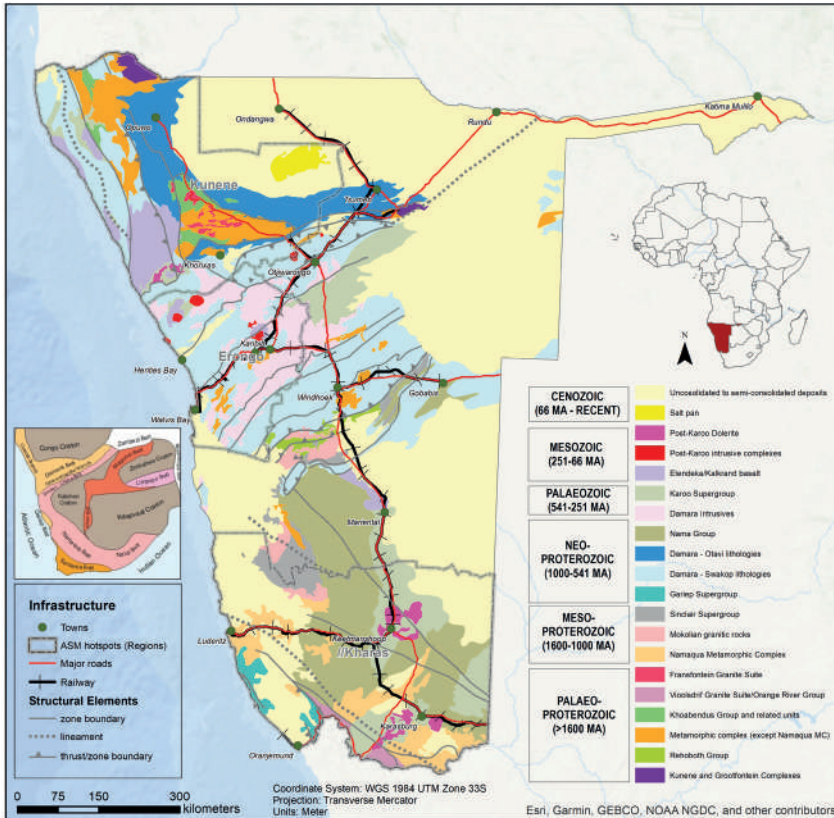 Ondangwa
Rundu
Katima Mulilo
Opuwo
Kunene
Tsumeb
Khorixas
Otjiwarongo
Karibib
Erongo
Henties Bay
Windhoek
Gobabis
Walvis Bay
Mariental
Luderitz
Keetmanshoop
//Kharas
Karasburg
Oranjemund
N
Congo Craton
Damara Belt
Zimbabwe Craton
Limpopo Belt
Kaapvaal Craton
Atlantic Ocean
Indian Ocean
Infrastructure
Towns
ASM hotspots (Regions)
Major roads
Railway
Structural Elements
zone boundary
lineament
thrust/zone boundary
0 75 150 300
kilometers
Coordinate System: WGS 1984 UTM Zone 33S
Projection: Transverse Mercator
Units: Meter
CENOZOIC
(66 MA - RECENT)
MESOZOIC
(251-66 MA)
PALAEOZOIC
(541-251 MA)
NEO-
PROTEROZOIC
(1000-541 MA)
MESO-
PROTEROZOIC
(1600-1000 MA)
PALAEO-
PROTEROZOIC
(>1600 MA)
Unconsolidated to semi-consolidated deposits
Salt pan
Post-Karoo Dolerite
Post-Karoo intrusive complexes
Etendeka/Kalkrand basalt
Karoo Supergroup
Damara Intrusives
Nama Group
Damara - Otavi lithologies
Damara - Swakop lithologies
Gariep Supergroup
Sinclair Supergroup
Mokolian granitic rocks
Namaqua Metamorphic Complex
Fransfontein Granite Suite
Vioolsdrif Granite Suite/Orange River Group
Khoabendus Group and related units
Metamorphic complex (except Namaqua MC)
Rehoboth Group
Kunene and Grootfontein Complexes
Esri, Garmin, GEBCO, NOAA NGDC, and other contributors